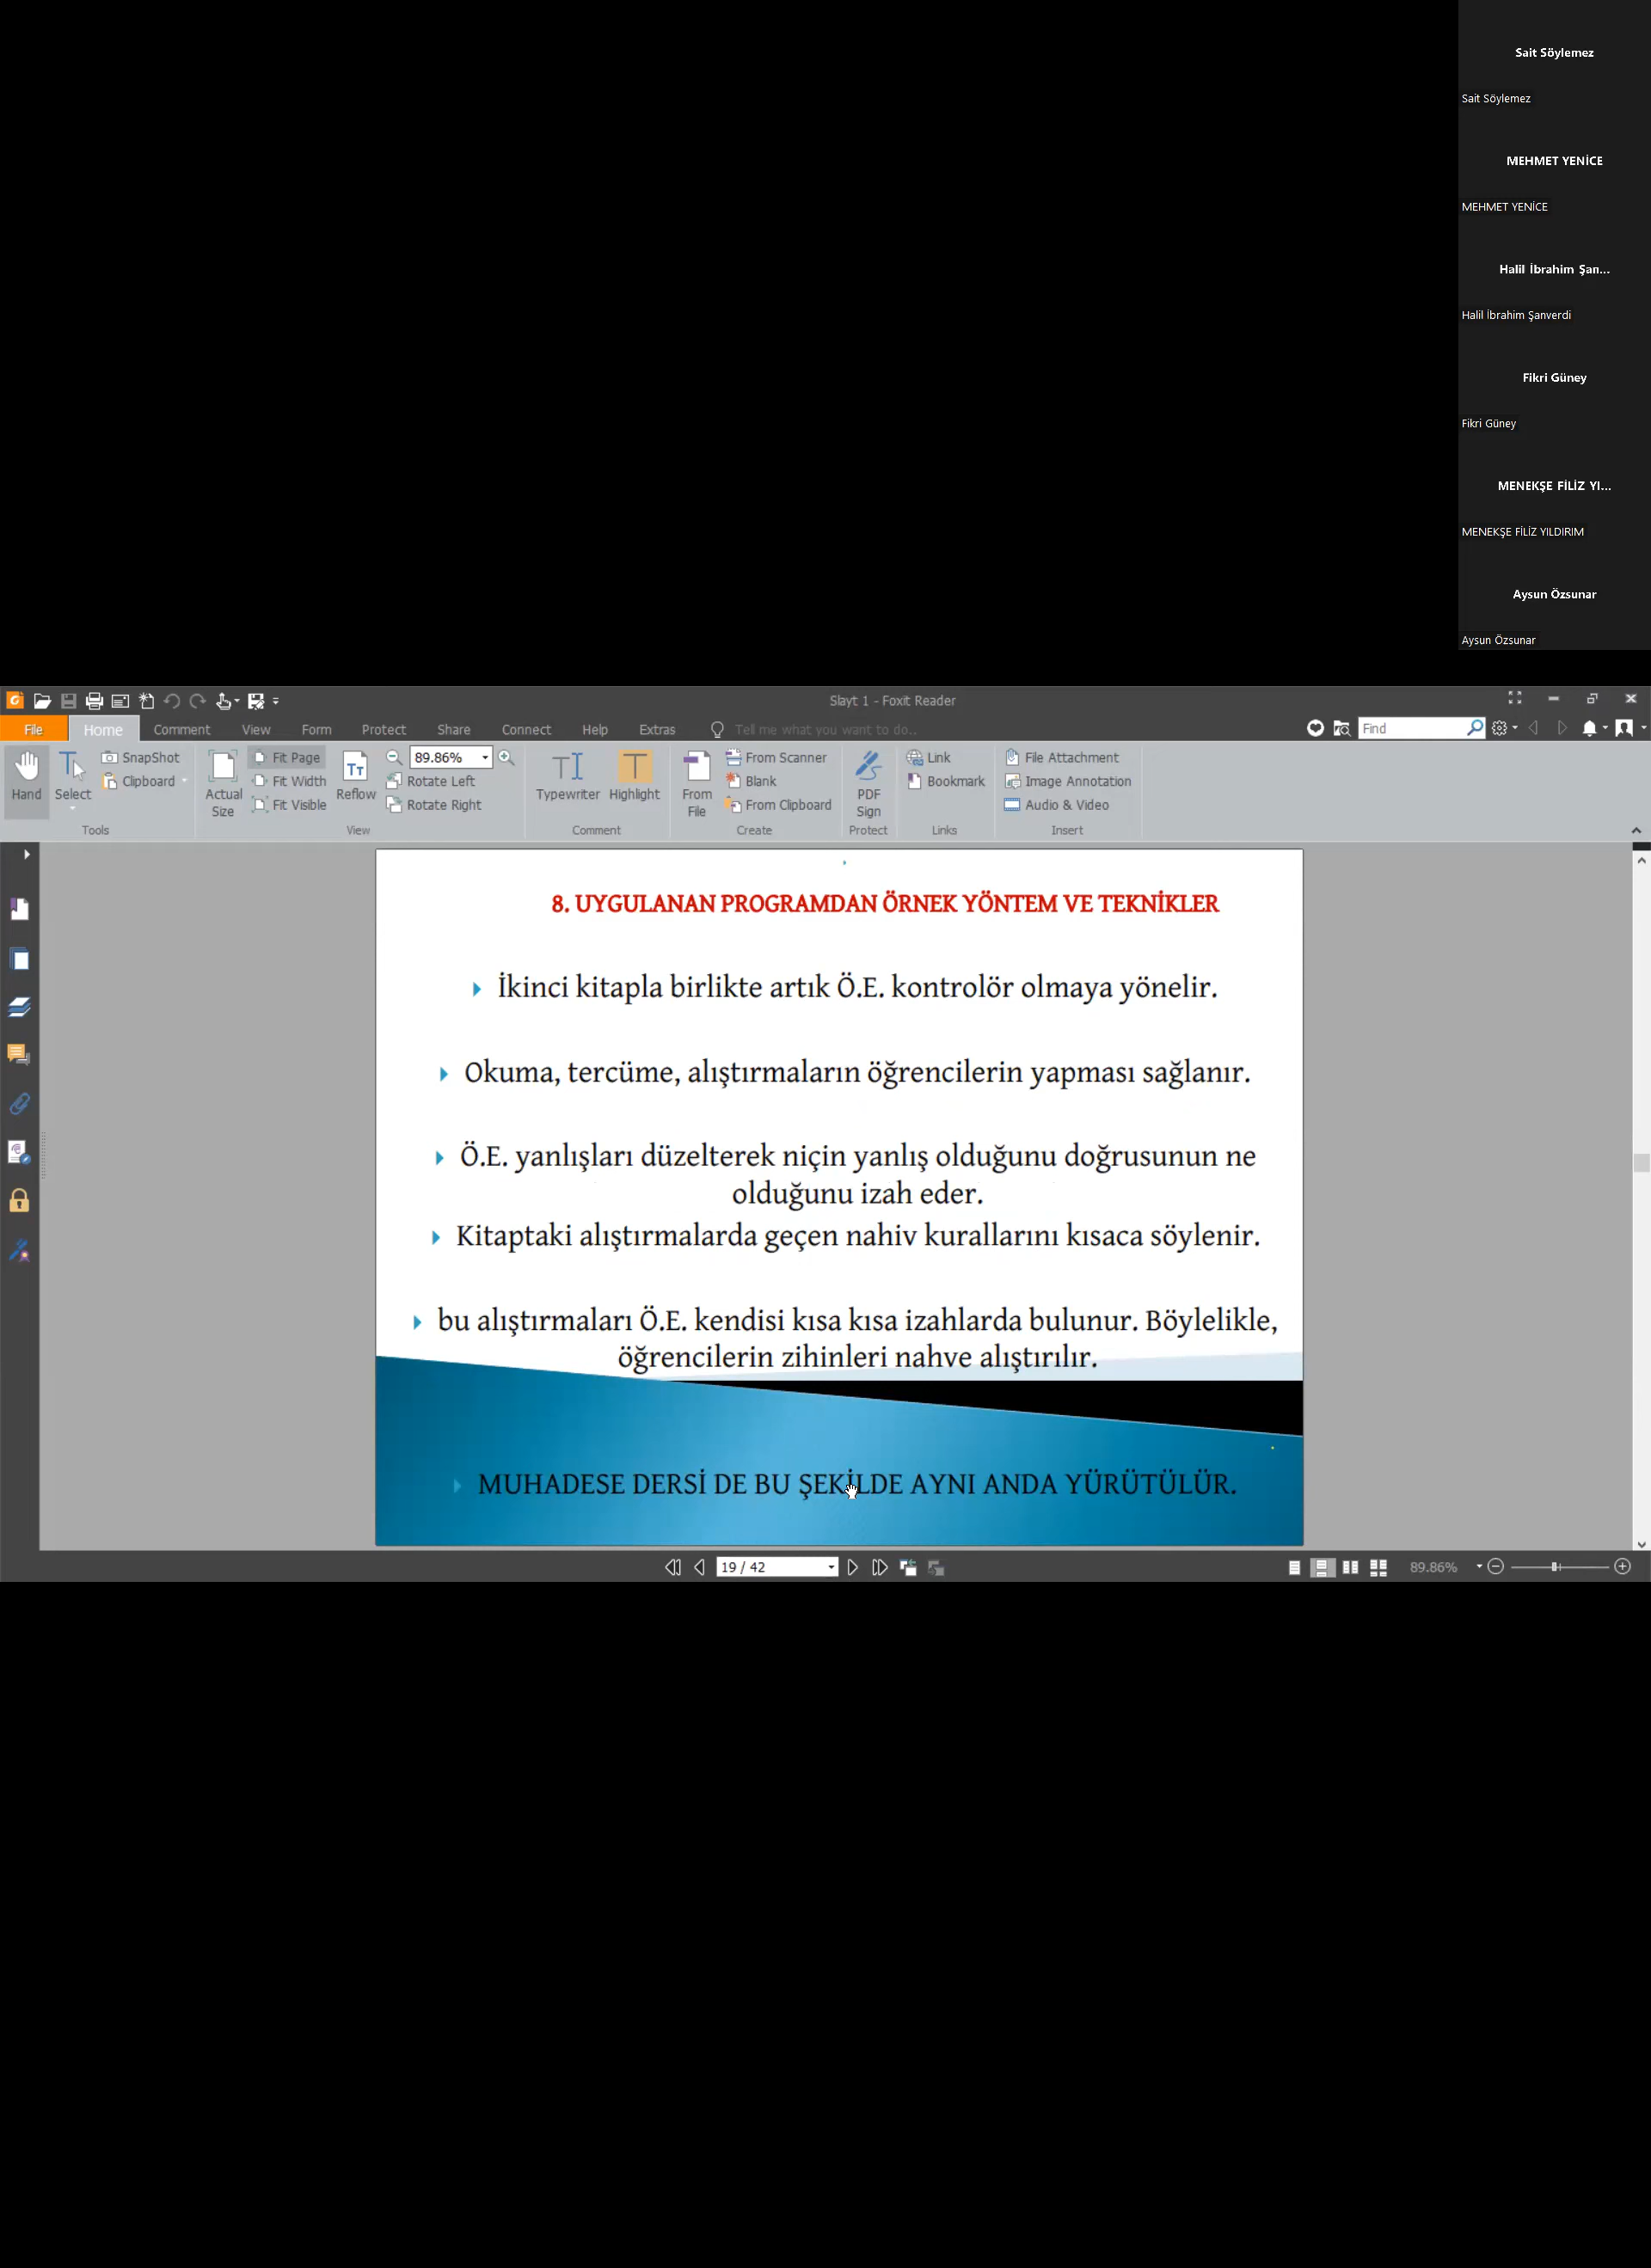 Sait Söylemez
Sait Söylemez
MEHMET YENİCE
MEHMET YENİCE
Halil İbrahim Şan...
Halil İbrahim Şanverdi
Fikri Güney
Fikri Güney
MENEKŞE FİLİZ YI...
MENEKŞE FİLİZ YILDIRIM
Aysun Özsunar
Aysun Özsunar
Slayt 1 - Foxit Reader
File Home Comment View Form Protect Share Connect Help Extras Tell me what you want to do.. Find
Hand
Select
SnapShot
Clipboard
Tools
Actual Size
Fit Page
Fit Width
Fit Visible
Reflow
89.86%
Rotate Left
Rotate Right
View
Typewriter
Highlight
Comment
From File
From Scanner
Blank
From Clipboard
Create
PDF Sign
Protect
Link
Bookmark
Links
File Attachment
Image Annotation
Audio & Video
Insert
8. UYGULANAN PROGRAMDAN ÖRNEK YÖNTEM VE TEKNİKLER
İkinci kitapla birlikte artık Ö.E. kontrolör olmaya yönelir.
Okuma, tercüme, alıştırmaların öğrencilerin yapması sağlanır.
Ö.E. yanlışları düzelterek niçin yanlış olduğunu doğrusunun ne
olduğunu izah eder.
Kitaptaki alıştırmalarda geçen nahiv kurallarını kısaca söylenir.
bu alıştırmaları Ö.E. kendisi kısa kısa izahlarda bulunur. Böylelikle,
öğrencilerin zihinleri nahve alıştırılır.
MUHADESE DERSİ DE BU ŞEKİLDE AYNI ANDA YÜRÜTÜLÜR.
19 / 42
89.86%